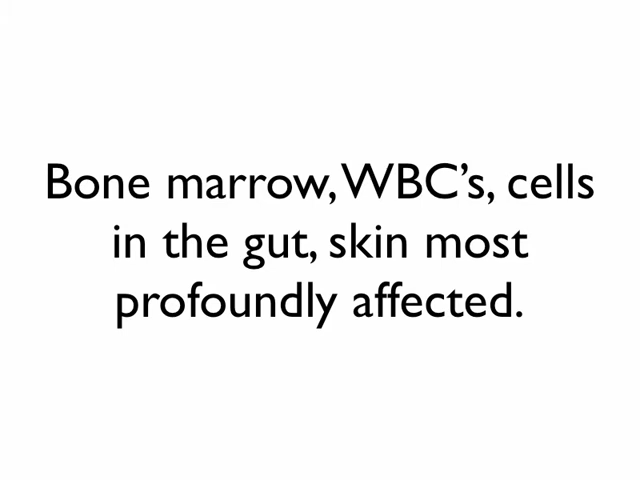 Bone marrow, WBC’s, cells
in the gut, skin most
profoundly affected.